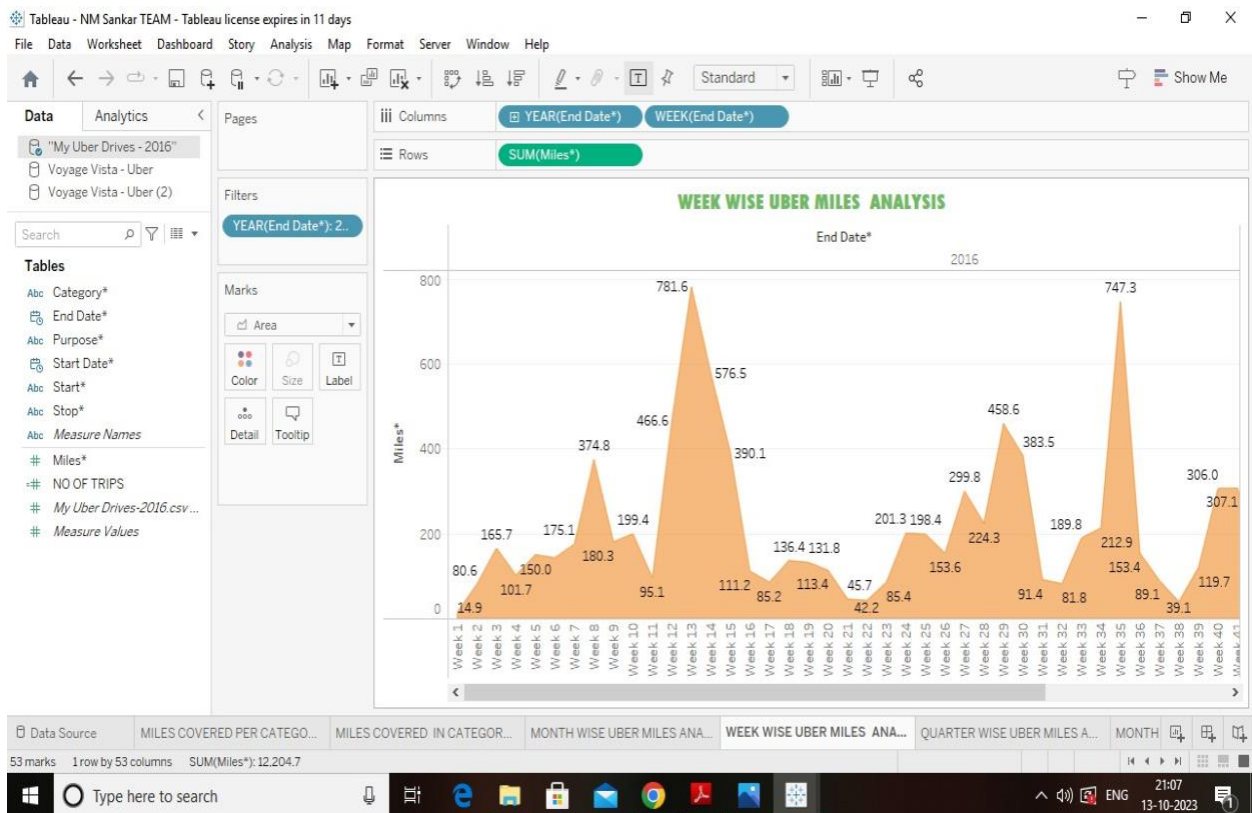 Tableau - NM Sankar TEAM - Tableau license expires in 11 days
File Data Worksheet Dashboard Story Analysis Map Format Server Window Help
Standard
Show Me
Data Analytics
"My Uber Drives - 2016"
Voyage Vista - Uber
Voyage Vista - Uber (2)
Search
Tables
Abc Category*
End Date*
Abc Purpose*
Start Date*
Abc Start*
Abc Stop*
Abc Measure Names
# Miles*
=# NO OF TRIPS
# My Uber Drives-2016.csv ...
# Measure Values
Pages
Filters
YEAR(End Date*): 2..
Marks
Area
Color Size Label
Detail Tooltip
Columns YEAR(End Date*) WEEK(End Date*)
Rows SUM(Miles*)
WEEK WISE UBER MILES ANALYSIS
End Date*
2016
Miles*
800
600
400
200
0
14.9
80.6
165.7
101.7
150.0
175.1
374.8
180.3
199.4
95.1
466.6
781.6
576.5
390.1
111.2
85.2
136.4
131.8
113.4
45.7
42.2
85.4
201.3
198.4
153.6
299.8
224.3
458.6
383.5
91.4
81.8
189.8
212.9
747.3
153.4
89.1
39.1
119.7
306.0
307.1
Week 1
Week 2
Week 3
Week 4
Week 5
Week 6
Week 7
Week 8
Week 9
Week 10
Week 11
Week 12
Week 13
Week 14
Week 15
Week 16
Week 17
Week 18
Week 19
Week 20
Week 21
Week 22
Week 23
Week 24
Week 25
Week 26
Week 27
Week 28
Week 29
Week 30
Week 31
Week 32
Week 33
Week 34
Week 35
Week 36
Week 37
Week 38
Week 39
Week 40
Week 41
Data Source MILES COVERED PER CATEGO... MILES COVERED IN CATEGOR... MONTH WISE UBER MILES ANA... WEEK WISE UBER MILES ANA... QUARTER WISE UBER MILES A... MONTH
53 marks 1 row by 53 columns SUM(Miles*): 12,204.7
Type here to search
ENG
21:07
13-10-2023
1